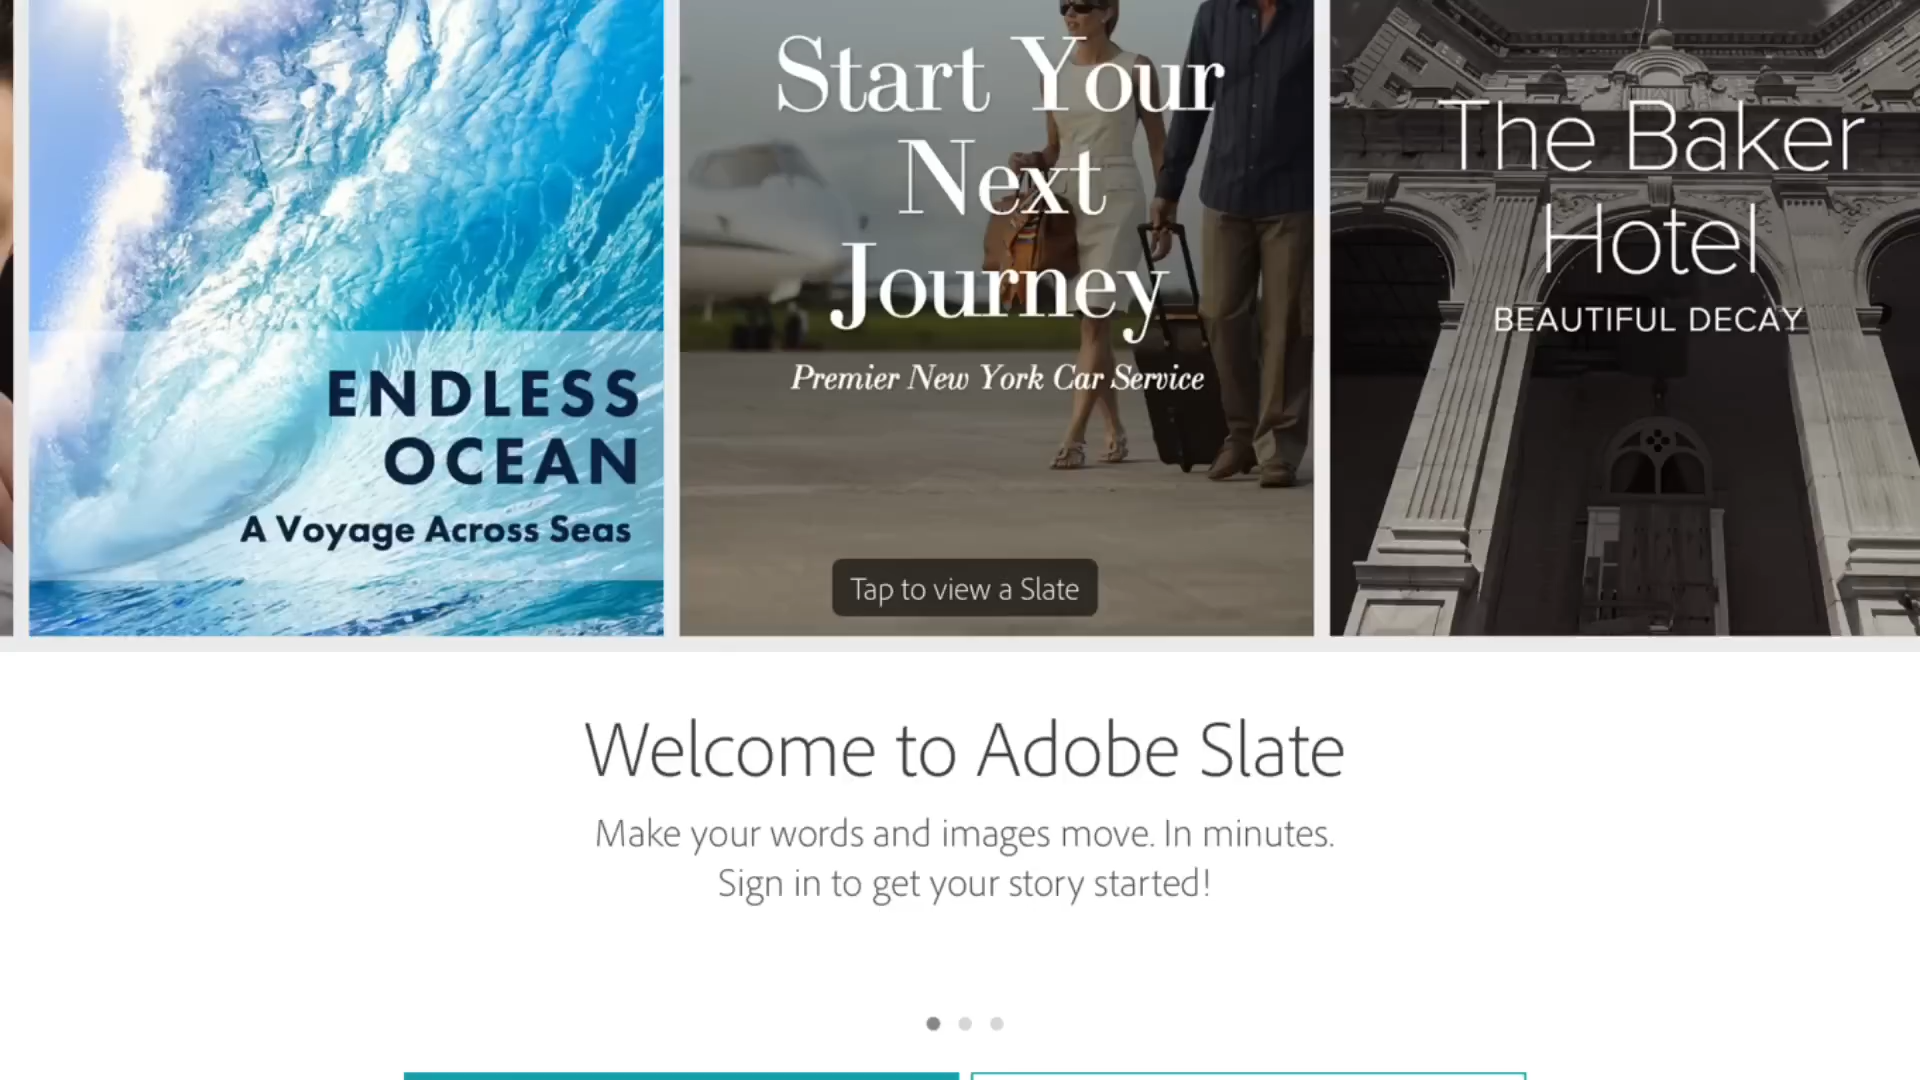 ENDLESS
OCEAN
A Voyage Across Seas
Start Your
Next
Journey
Premier New York Car Service
Tap to view a Slate
The Baker
Hotel
BEAUTIFUL DECAY
Welcome to Adobe Slate
Make your words and images move. In minutes.
Sign in to get your story started!